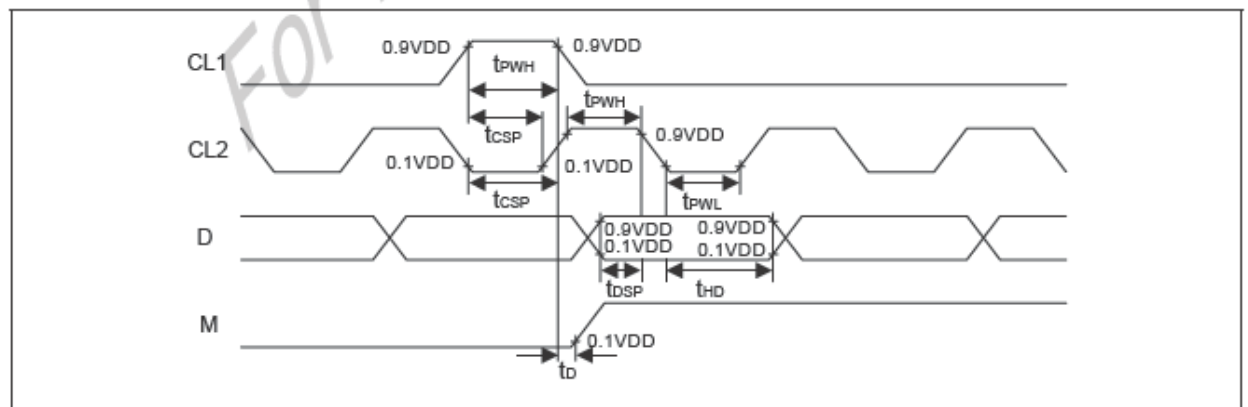 For
0.9VDD
0.9VDD
CL1
tPWH
tPWH
tCSP
0.9VDD
CL2
0.1VDD
0.1VDD
tCSP
tPWL
0.9VDD
0.9VDD
D
0.1VDD
0.1VDD
tDSP
tHD
M
0.1VDD
tD